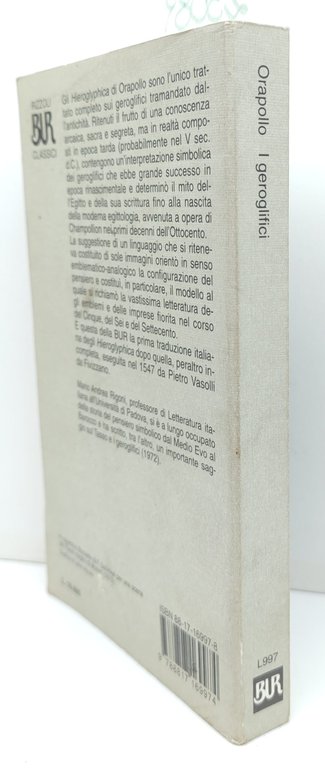 RIZZOLI
BUR
CLASSICI
Gli Hieroglyphica di Orapollo sono l'unico trat-
tato completo sui geroglifici tramandato dal-
l'antichità. Ritenuti il frutto di una conoscenza
arcaica, sacra e segreta, ma in realtà compo-
sti in epoca tarda (probabilmente nel V sec.
d.C.), contengono un'interpretazione simbolica
dei geroglifici che ebbe grande successo in
epoca rinascimentale e determinò il mito del-
l'Egitto e della sua scrittura fino alla nascita
della moderna egittologia, avvenuta a opera di
Champollion nei primi decenni dell'Ottocento.
La suggestione di un linguaggio che si ritene-
va costituito di sole immagini orientò in senso
emblematico-analogico la configurazione del
pensiero e costituì, in particolare, il modello al
quale si richiamò la vastissima letteratura de-
gli emblemi e delle imprese fiorita nel corso
del Cinque, del Sei e del Settecento.
È questa della BUR la prima traduzione italia-
na degli Hieroglyphica dopo quella, peraltro in-
completa, eseguita nel 1547 da Pietro Vasolli
da Fivizzano.
Mario Andrea Rigoni, professore di Letteratura ita-
liana all'Università di Padova, si è a lungo occupato
della storia del pensiero simbolico dal Medio Evo al
Barocco e ha scritto, tra l'altro, un importante sag-
gio sul Tasso e i geroglifici (1972).
ISBN 88-17-16997-8
9 788817 169974
Orapollo I geroglifici
L997
BUR